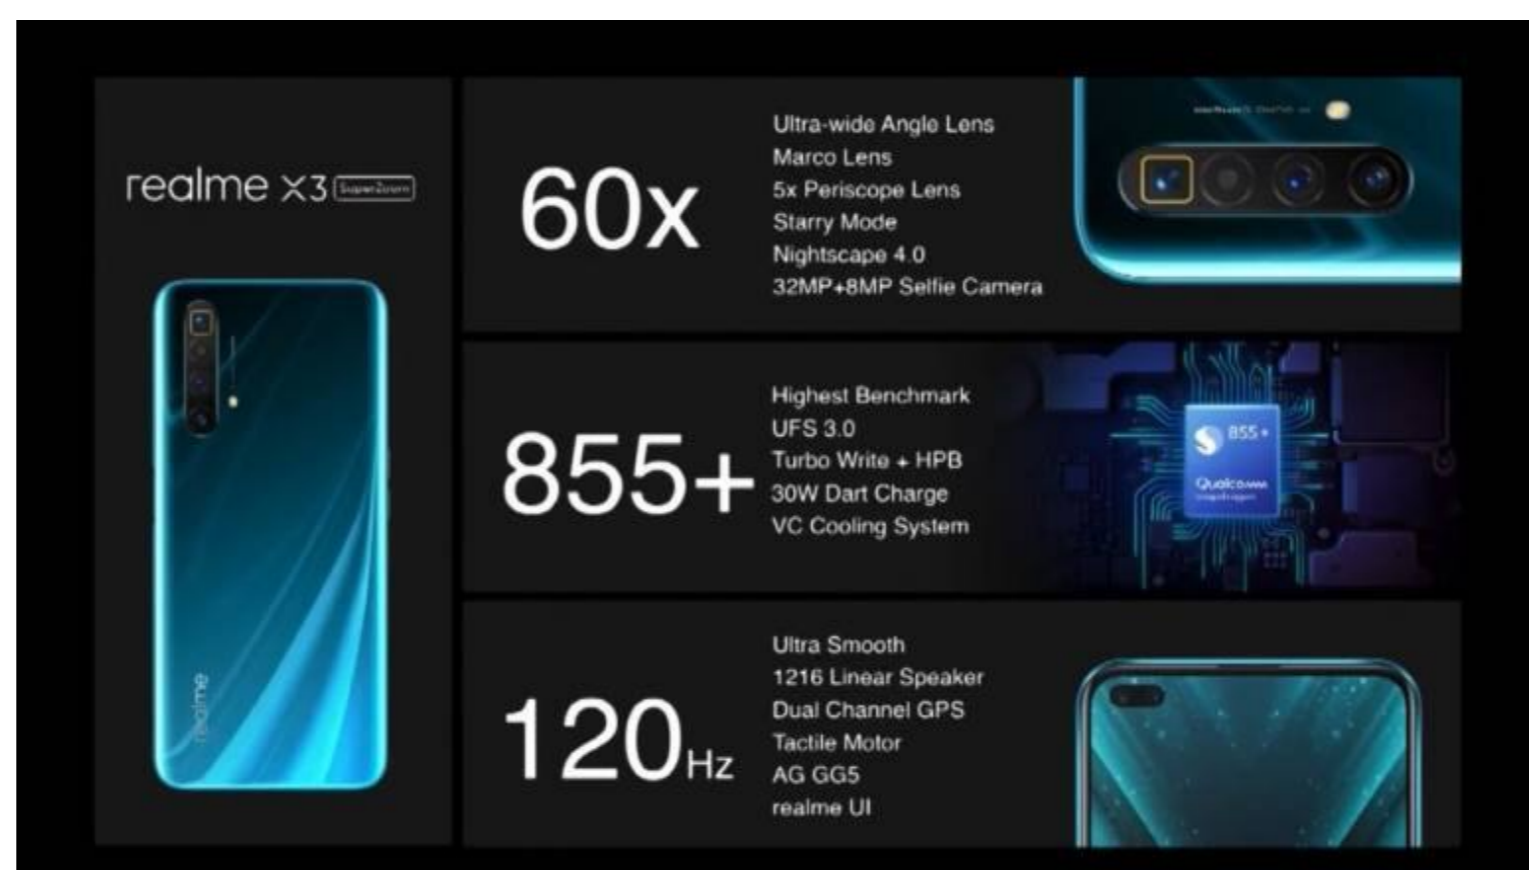 realme X3 SuperZoom
realme
60x
Ultra-wide Angle Lens
Marco Lens
5x Periscope Lens
Starry Mode
Nightscape 4.0
32MP+8MP Selfie Camera
855+
Highest Benchmark
UFS 3.0
Turbo Write + HPB
30W Dart Charge
VC Cooling System
855+
Qualcomm
snapdragon
120Hz
Ultra Smooth
1216 Linear Speaker
Dual Channel GPS
Tactile Motor
AG GG5
realme UI